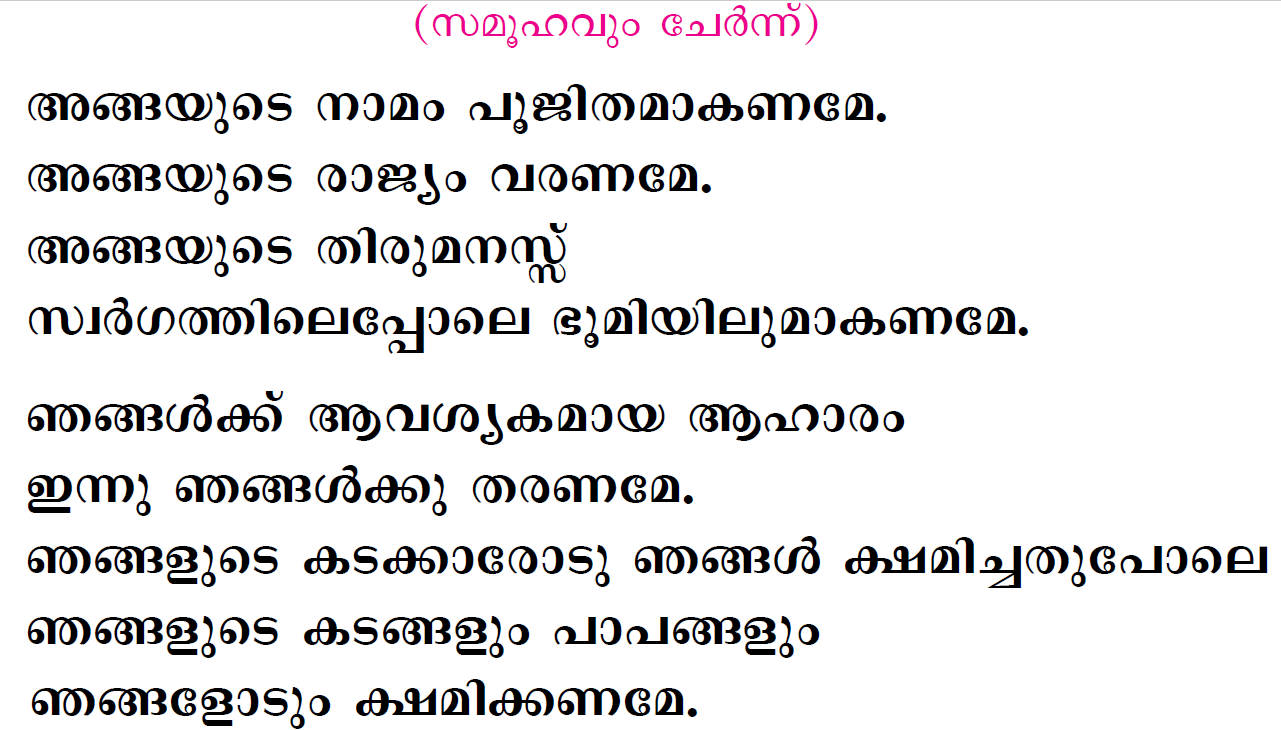 (സമൂഹവും ചേർന്ന്)
അങ്ങയുടെ നാമം പൂജിതമാകണമേ.
അങ്ങയുടെ രാജ്യം വരണമേ.
അങ്ങയുടെ തിരുമനസ്സ്
സ്വർഗത്തിലെപ്പോലെ ഭൂമിയിലുമാകണമേ.
ഞങ്ങൾക്ക് ആവശ്യകമായ ആഹാരം
ഇന്നു ഞങ്ങൾക്കു തരണമേ.
ഞങ്ങളുടെ കടക്കാരോടു ഞങ്ങൾ ക്ഷമിച്ചതുപോലെ
ഞങ്ങളുടെ കടങ്ങളും പാപങ്ങളും
ഞങ്ങളോടും ക്ഷമിക്കണമേ.